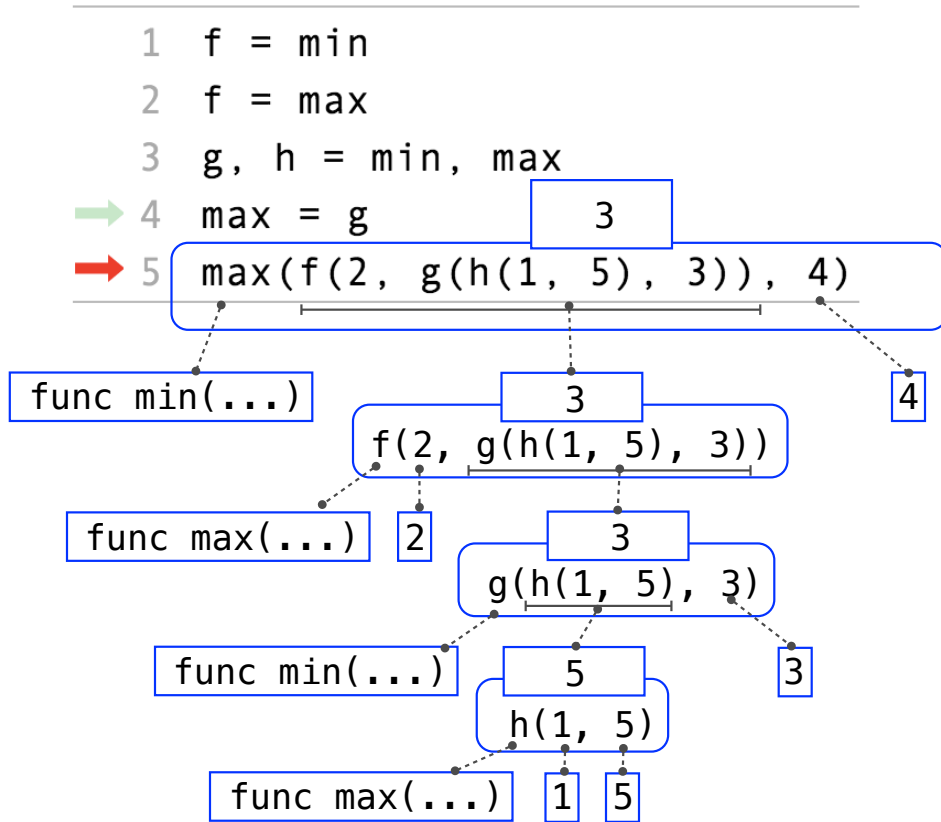 1 f = min
2 f = max
3 g, h = min, max
3
4 max = g
5 max(f(2, g(h(1, 5), 3)), 4)
func min(...)
3
4
f(2, g(h(1, 5), 3))
func max(...)
2
3
g(h(1, 5), 3)
func min(...)
5
3
h(1, 5)
func max(...)
1
5